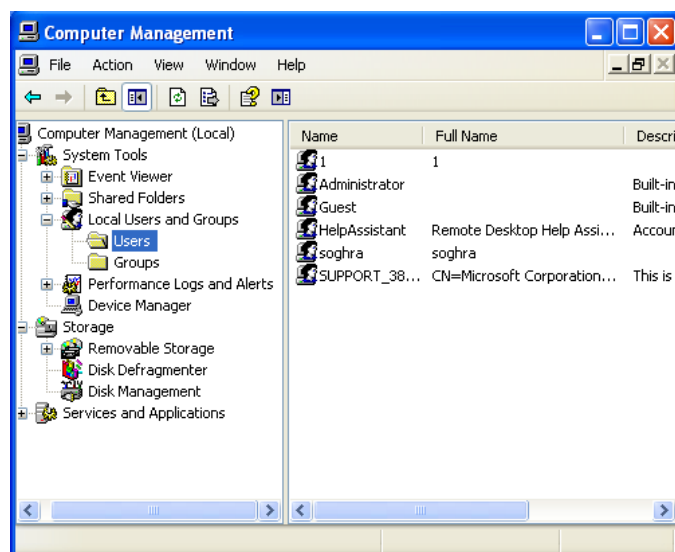 Computer Management
File Action View Window Help
Computer Management (Local)
System Tools
Event Viewer
Shared Folders
Local Users and Groups
Users
Groups
Performance Logs and Alerts
Device Manager
Storage
Removable Storage
Disk Defragmenter
Disk Management
Services and Applications
Name Full Name Descri
1 1
Administrator Built-in
Guest Built-in
HelpAssistant Remote Desktop Help Assi... Accour
soghra soghra
SUPPORT_38... CN=Microsoft Corporation... This is